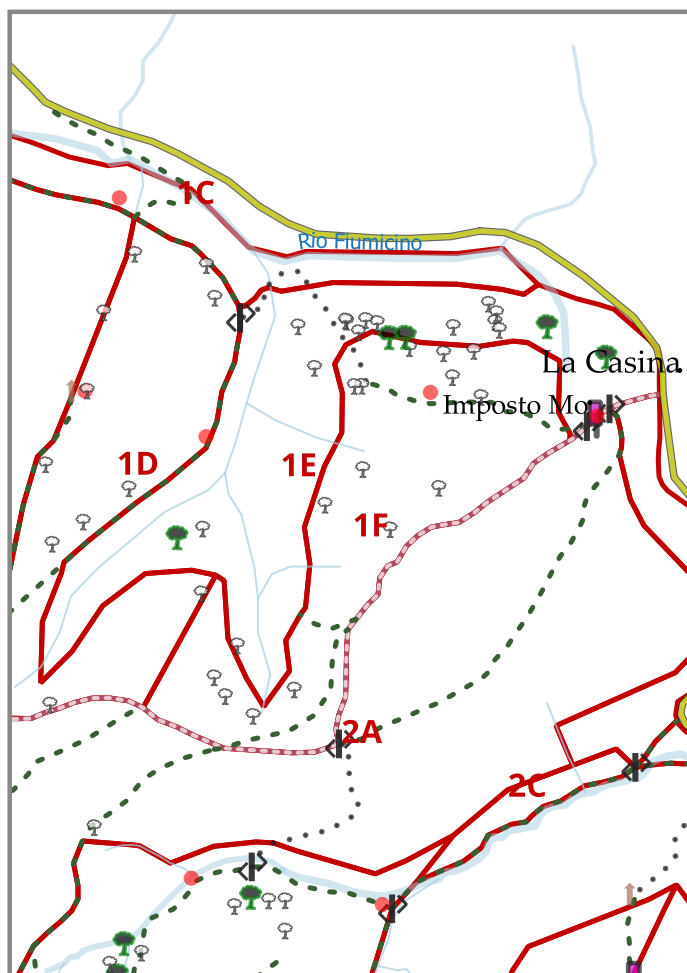 1C
Rio Fiumicino
La Casina.
Imposto Mo
1D
1E
1F
2A
2C